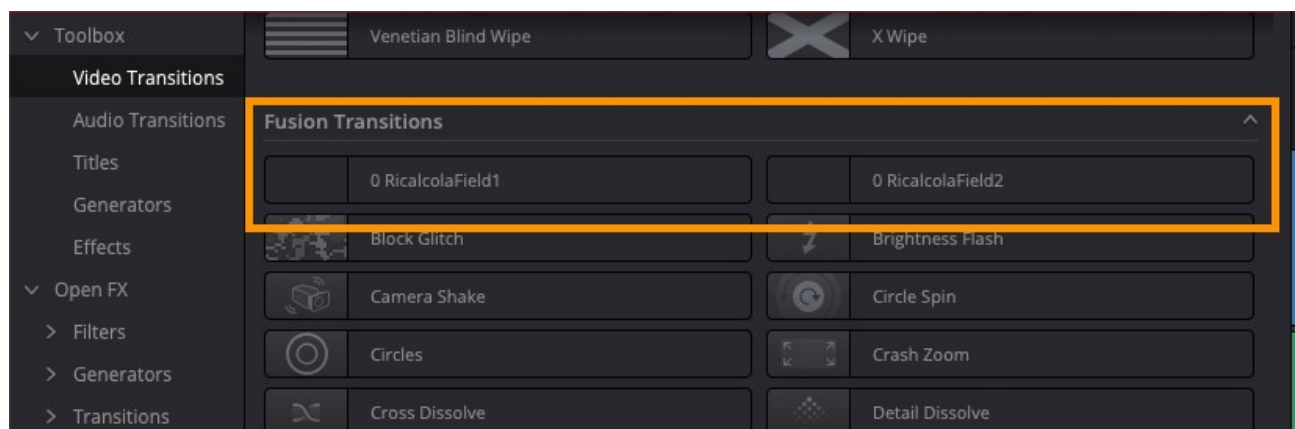 Toolbox
Video Transitions
Audio Transitions
Titles
Generators
Effects
Open FX
Filters
Generators
Transitions
Venetian Blind Wipe
X Wipe
Fusion Transitions
0 RicalcolaField1
0 RicalcolaField2
Block Glitch
Brightness Flash
Camera Shake
Circle Spin
Circles
Crash Zoom
Cross Dissolve
Detail Dissolve